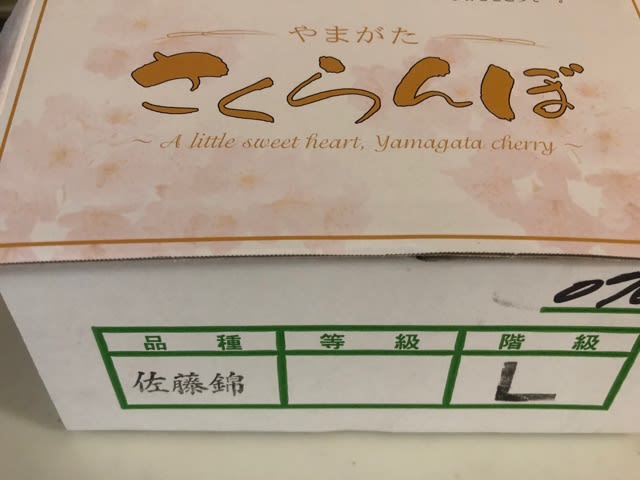 やまがた
さくらんぼ
~ A little sweet heart, Yamagata cherry ~
品種 等級 階級
佐藤錦 L